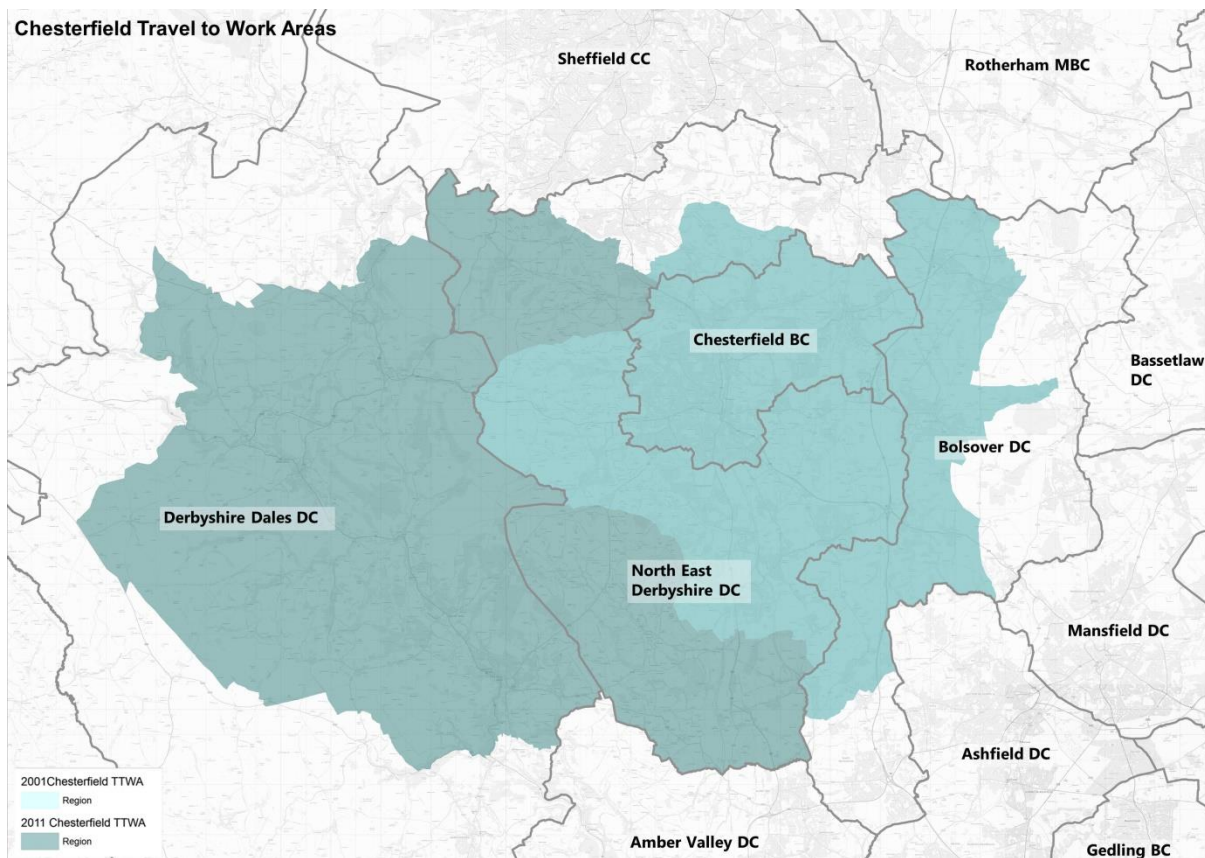 Chesterfield Travel to Work Areas
Sheffield CC
Rotherham MBC
Chesterfield BC
Bassetlaw
DC
Bolsover DC
Derbyshire Dales DC
North East
Derbyshire DC
Mansfield DC
Ashfield DC
Amber Valley DC
Gedling BC
2001Chesterfield TTWA
Region
2011 Chesterfield TTWA
Region